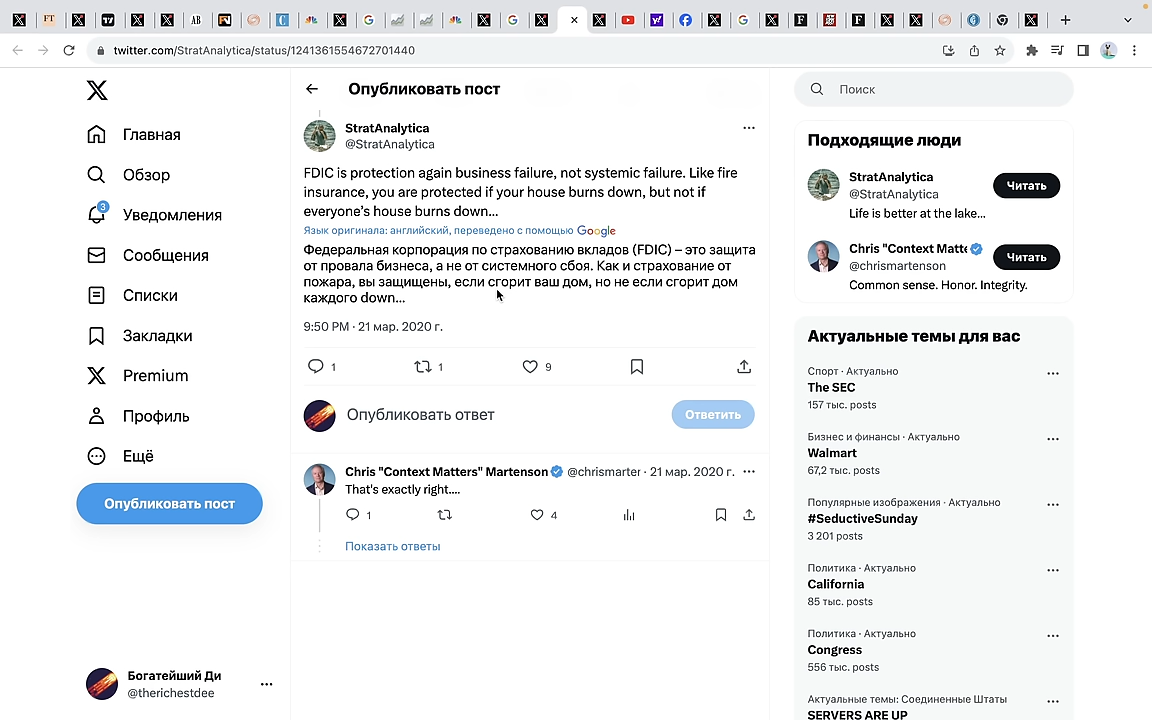 twitter.com/StratAnalytica/status/1241361554672701440
Главная
Обзор
3
Уведомления
Сообщения
Списки
Закладки
Premium
Профиль
Ещё
Опубликовать пост
Богатейший Ди
@therichestdee
Опубликовать пост
StratAnalytica
@StratAnalytica
FDIC is protection again business failure, not systemic failure. Like fire
insurance, you are protected if your house burns down, but not if
everyone's house burns down...
Язык оригинала: английский, переведено с помощью Google
Федеральная корпорация по страхованию вкладов (FDIC) – это защита
от провала бизнеса, а не от системного сбоя. Как и страхование от
пожара, вы защищены, если сгорит ваш дом, но не если сгорит дом
каждого down...
9:50 PM · 21 мар. 2020 г.
1 1 9
Опубликовать ответ
Ответить
Chris "Context Matters" Martenson @chrismarter · 21 мар. 2020 г.
That's exactly right....
1 4
Показать ответы
Поиск
Подходящие люди
StratAnalytica
@StratAnalytica
Читать
Life is better at the lake...
Chris "Context Matte
@chrismartenson
Читать
Common sense. Honor. Integrity.
Актуальные темы для вас
Спорт · Актуально
The SEC
157 тыс. posts
Бизнес и финансы · Актуально
Walmart
67,2 тыс. posts
Популярные изображения · Актуально
#SeductiveSunday
3 201 posts
Политика · Актуально
California
85 тыс. posts
Политика · Актуально
Congress
556 тыс. posts
Актуальные темы: Соединенные Штаты
SERVERS ARE UP